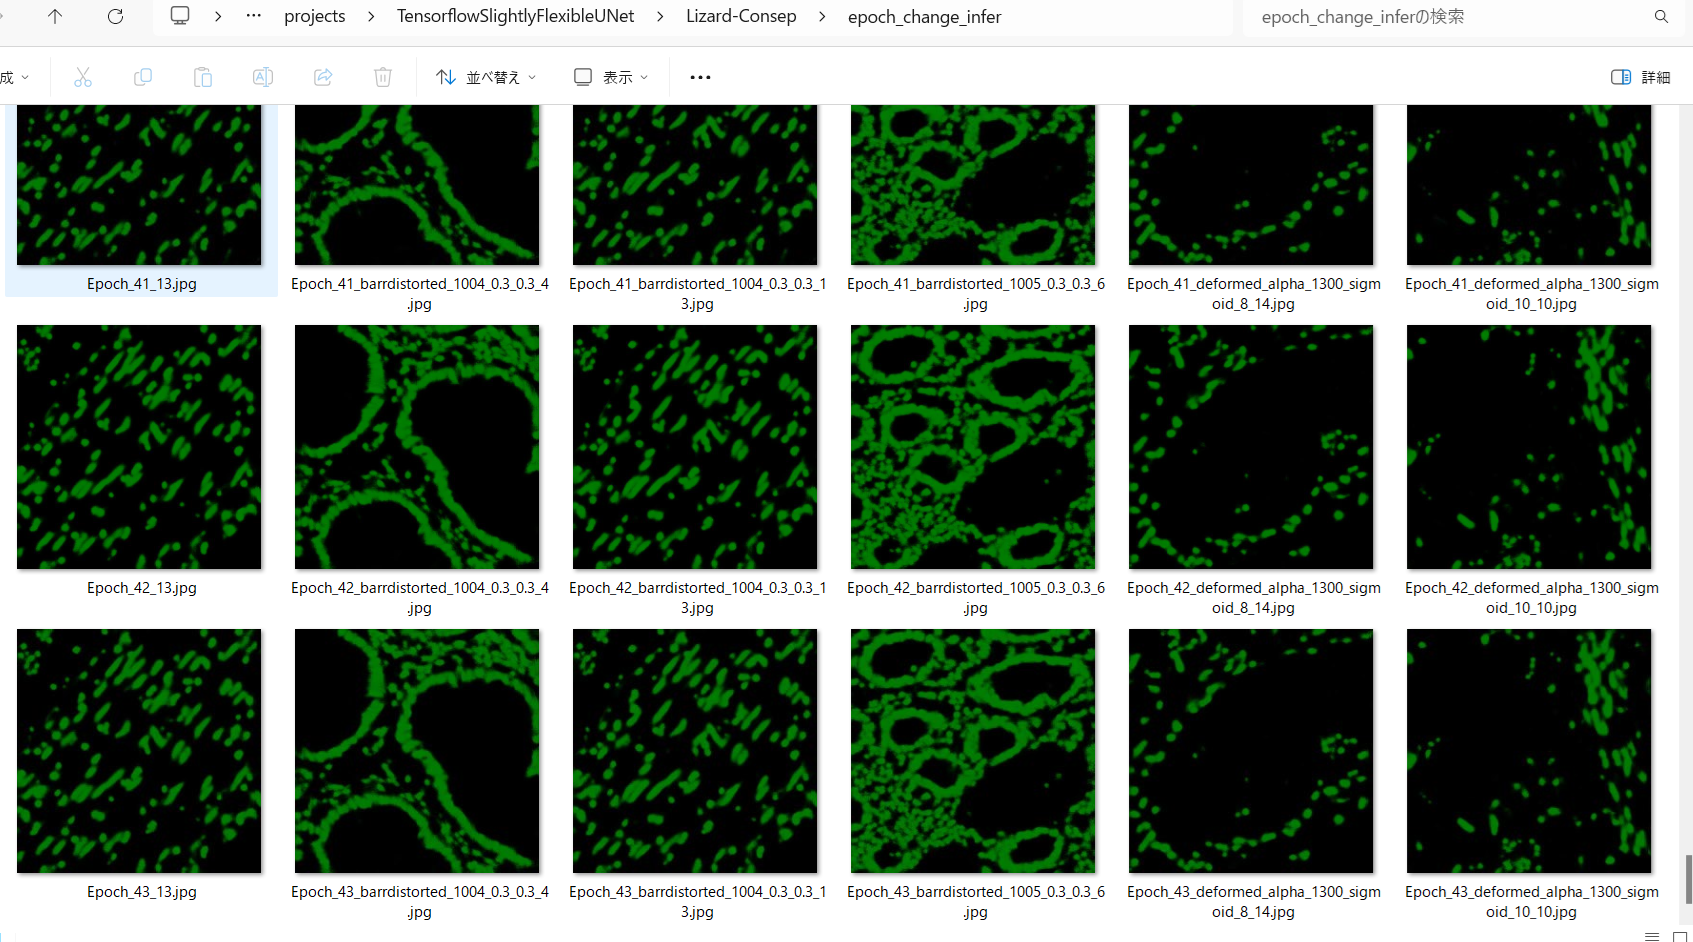 … projects TensorflowSlightlyFlexibleUNet Lizard-Consep epoch_change_infer epoch_change_inferの検索
成 並べ替え 表示 … 詳細
Epoch_41_13.jpg
Epoch_41_barrdistorted_1004_0.3_0.3_4
.jpg
Epoch_41_barrdistorted_1004_0.3_0.3_1
3.jpg
Epoch_41_barrdistorted_1005_0.3_0.3_6
.jpg
Epoch_41_deformed_alpha_1300_sigm
oid_8_14.jpg
Epoch_41_deformed_alpha_1300_sigm
oid_10_10.jpg
Epoch_42_13.jpg
Epoch_42_barrdistorted_1004_0.3_0.3_4
.jpg
Epoch_42_barrdistorted_1004_0.3_0.3_1
3.jpg
Epoch_42_barrdistorted_1005_0.3_0.3_6
.jpg
Epoch_42_deformed_alpha_1300_sigm
oid_8_14.jpg
Epoch_42_deformed_alpha_1300_sigm
oid_10_10.jpg
Epoch_43_13.jpg
Epoch_43_barrdistorted_1004_0.3_0.3_4
.jpg
Epoch_43_barrdistorted_1004_0.3_0.3_1
3.jpg
Epoch_43_barrdistorted_1005_0.3_0.3_6
.jpg
Epoch_43_deformed_alpha_1300_sigm
oid_8_14.jpg
Epoch_43_deformed_alpha_1300_sigm
oid_10_10.jpg